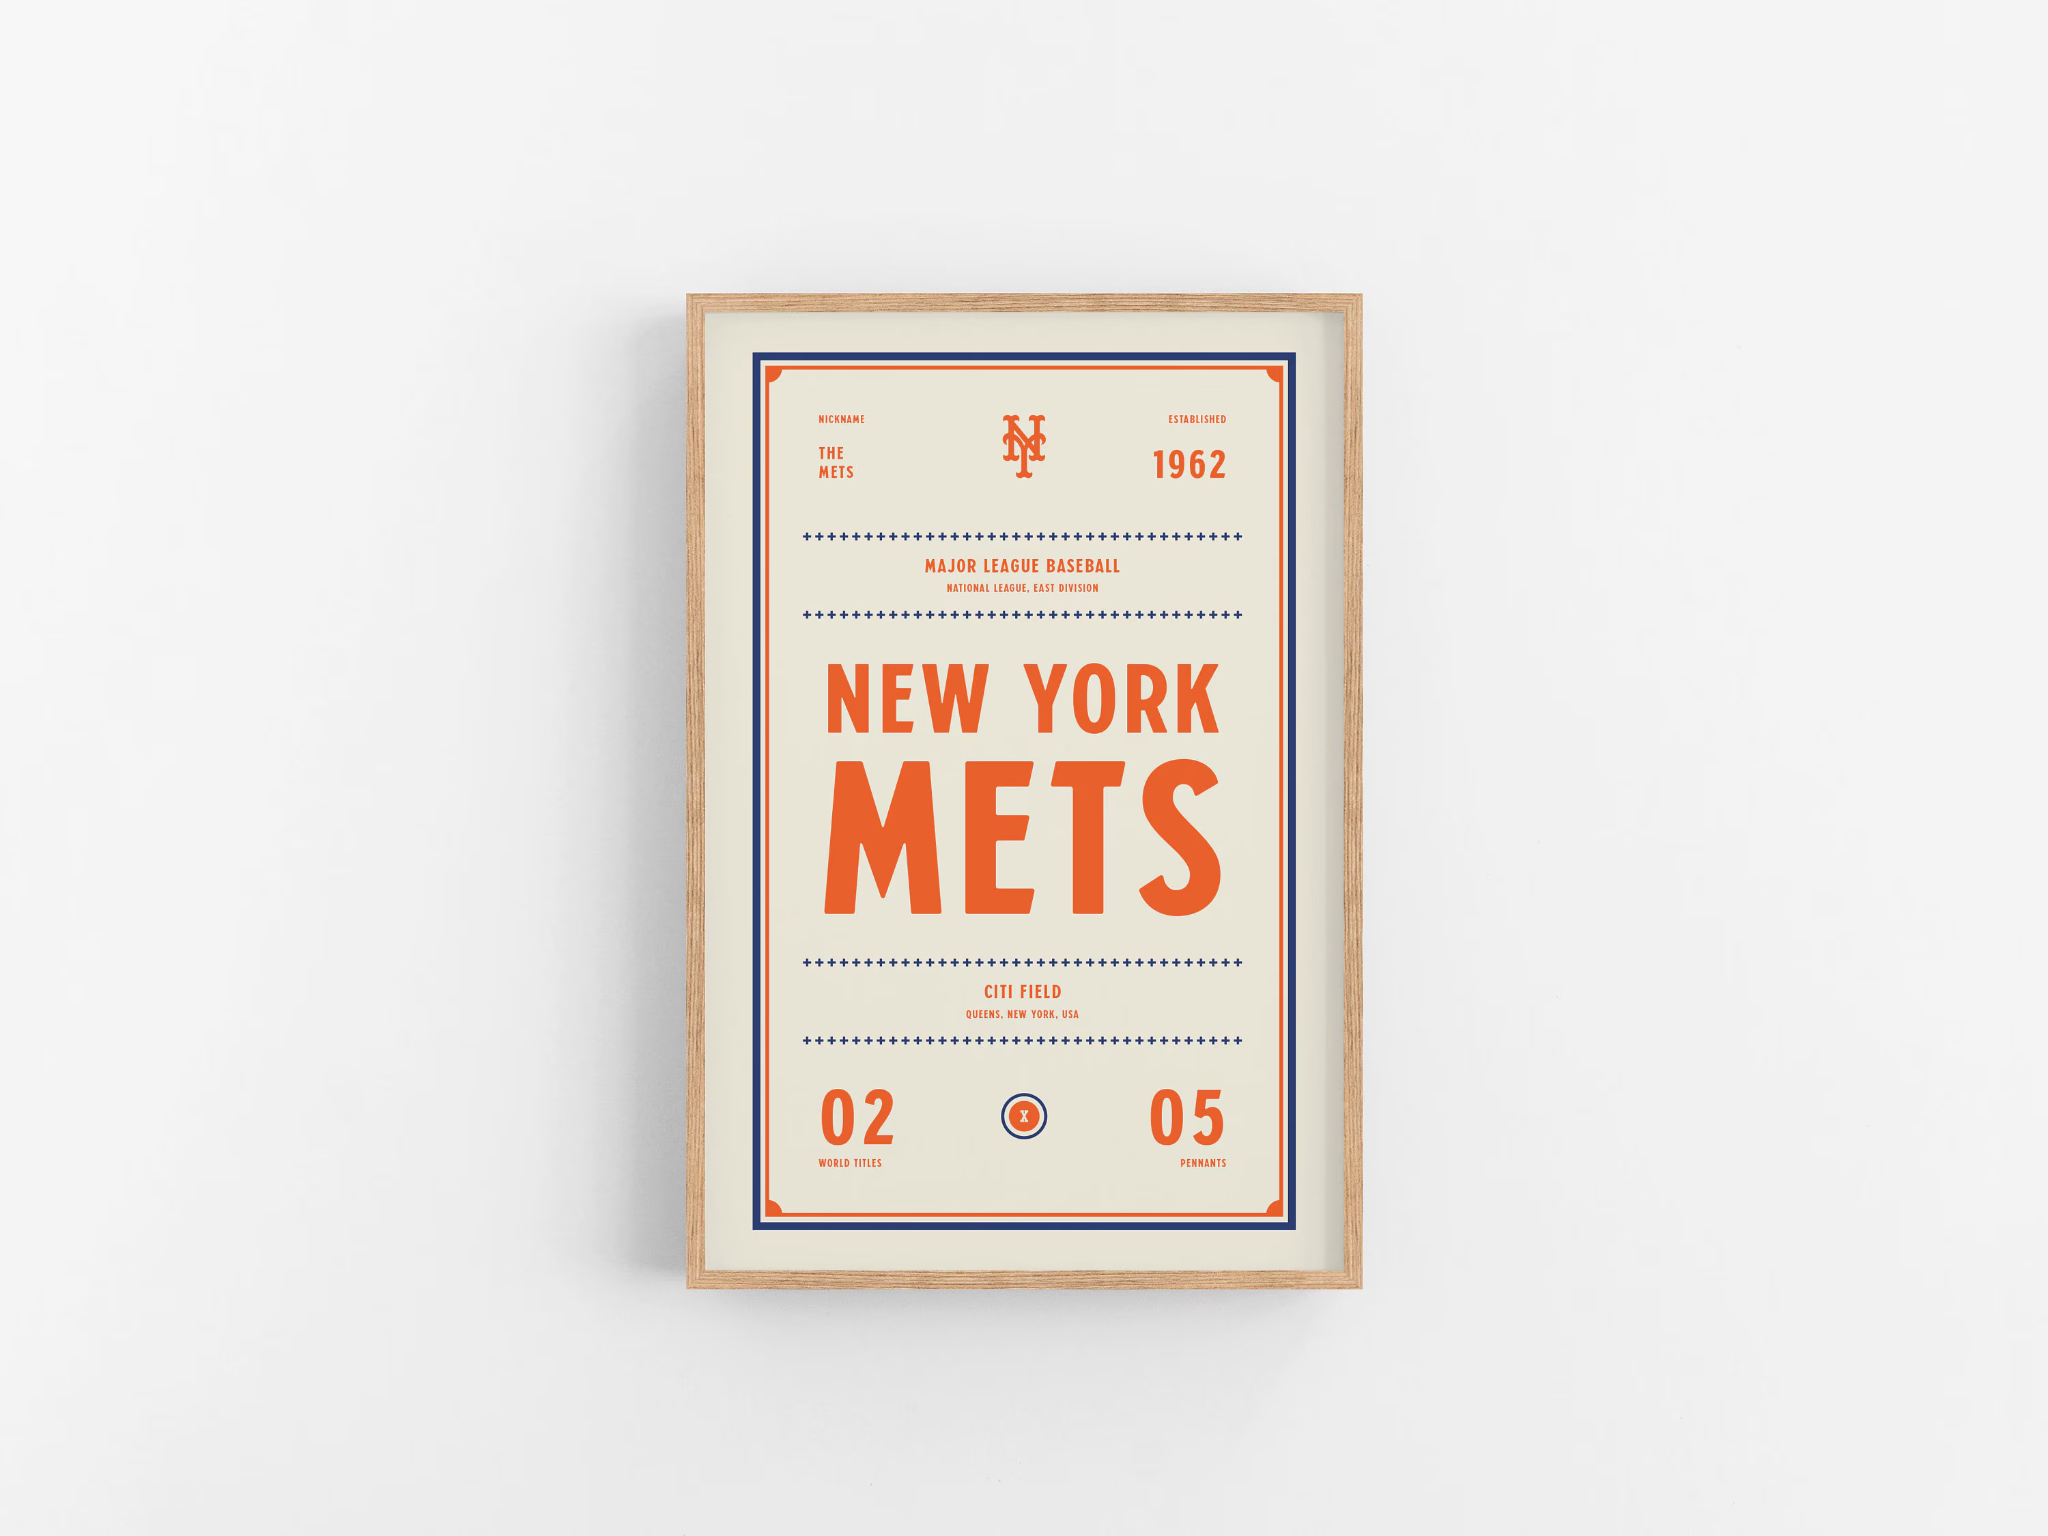 NICKNAME
THE
METS
NY
ESTABLISHED
1962
MAJOR LEAGUE BASEBALL
NATIONAL LEAGUE, EAST DIVISION
NEW YORK
METS
CITI FIELD
QUEENS, NEW YORK, USA
02
WORLD TITLES
X
05
PENNANTS